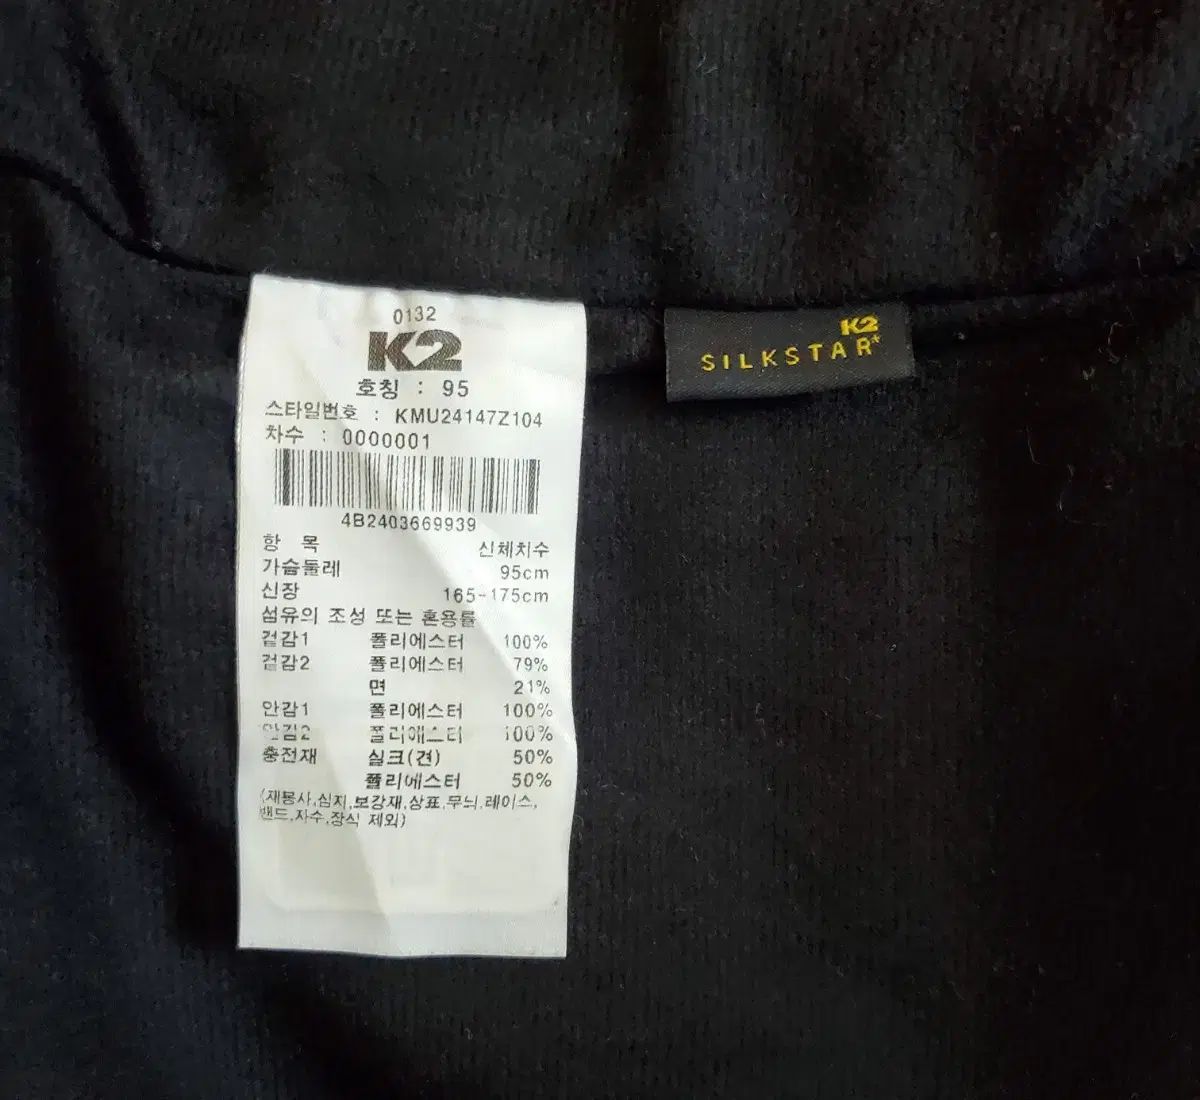 0132
K2
호칭 : 95
스타일번호 : KMU24147Z104
차수 : 0000001
4B2403669939
항 목 신체치수
가슴둘레 95cm
신장 165-175cm
섬유의 조성 또는 혼용률
겉감1 폴리에스터 100%
겉감2 폴리에스터 79%
면 21%
안감1 폴리에스터 100%
안감2 폴리에스터 100%
충전재 실크(견) 50%
폴리에스터 50%
(재봉사,심지,보강재,상표,무늬,레이스,
밴드,자수,장식 제외)
K2
SILKSTAR*